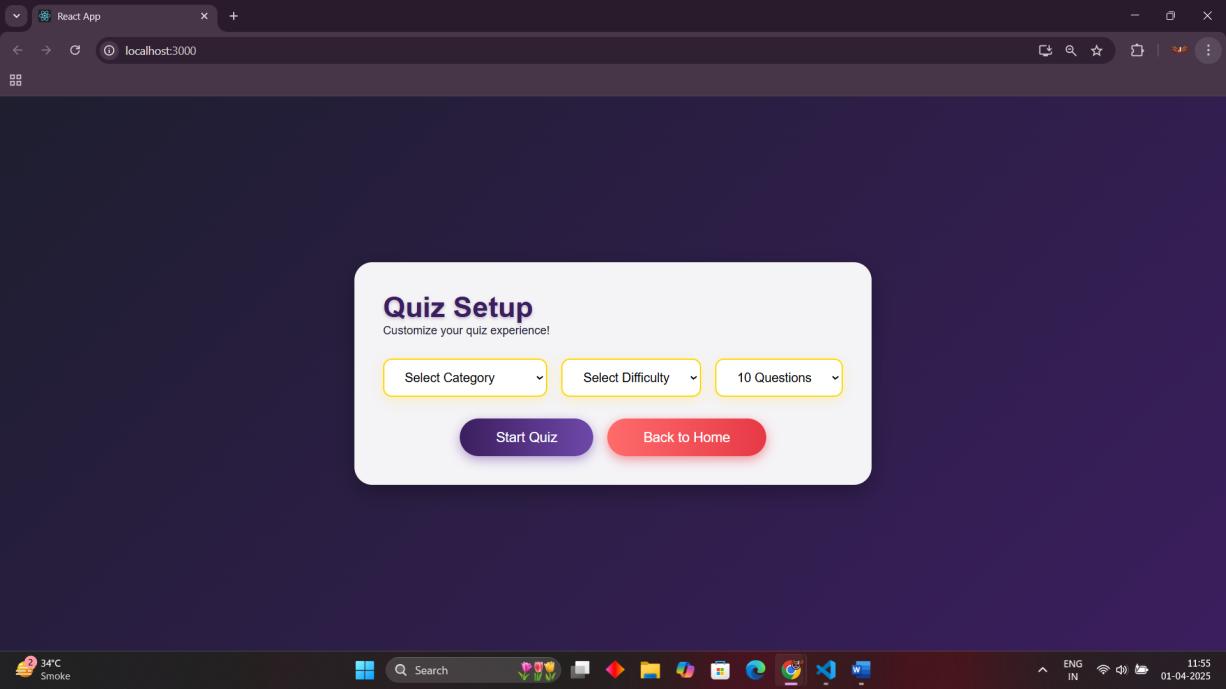 React App
localhost:3000
Quiz Setup
Customize your quiz experience!
Select Category Select Difficulty 10 Questions
Start Quiz Back to Home
2 34°C
Smoke
Search
ENG
IN
11:55
01-04-2025